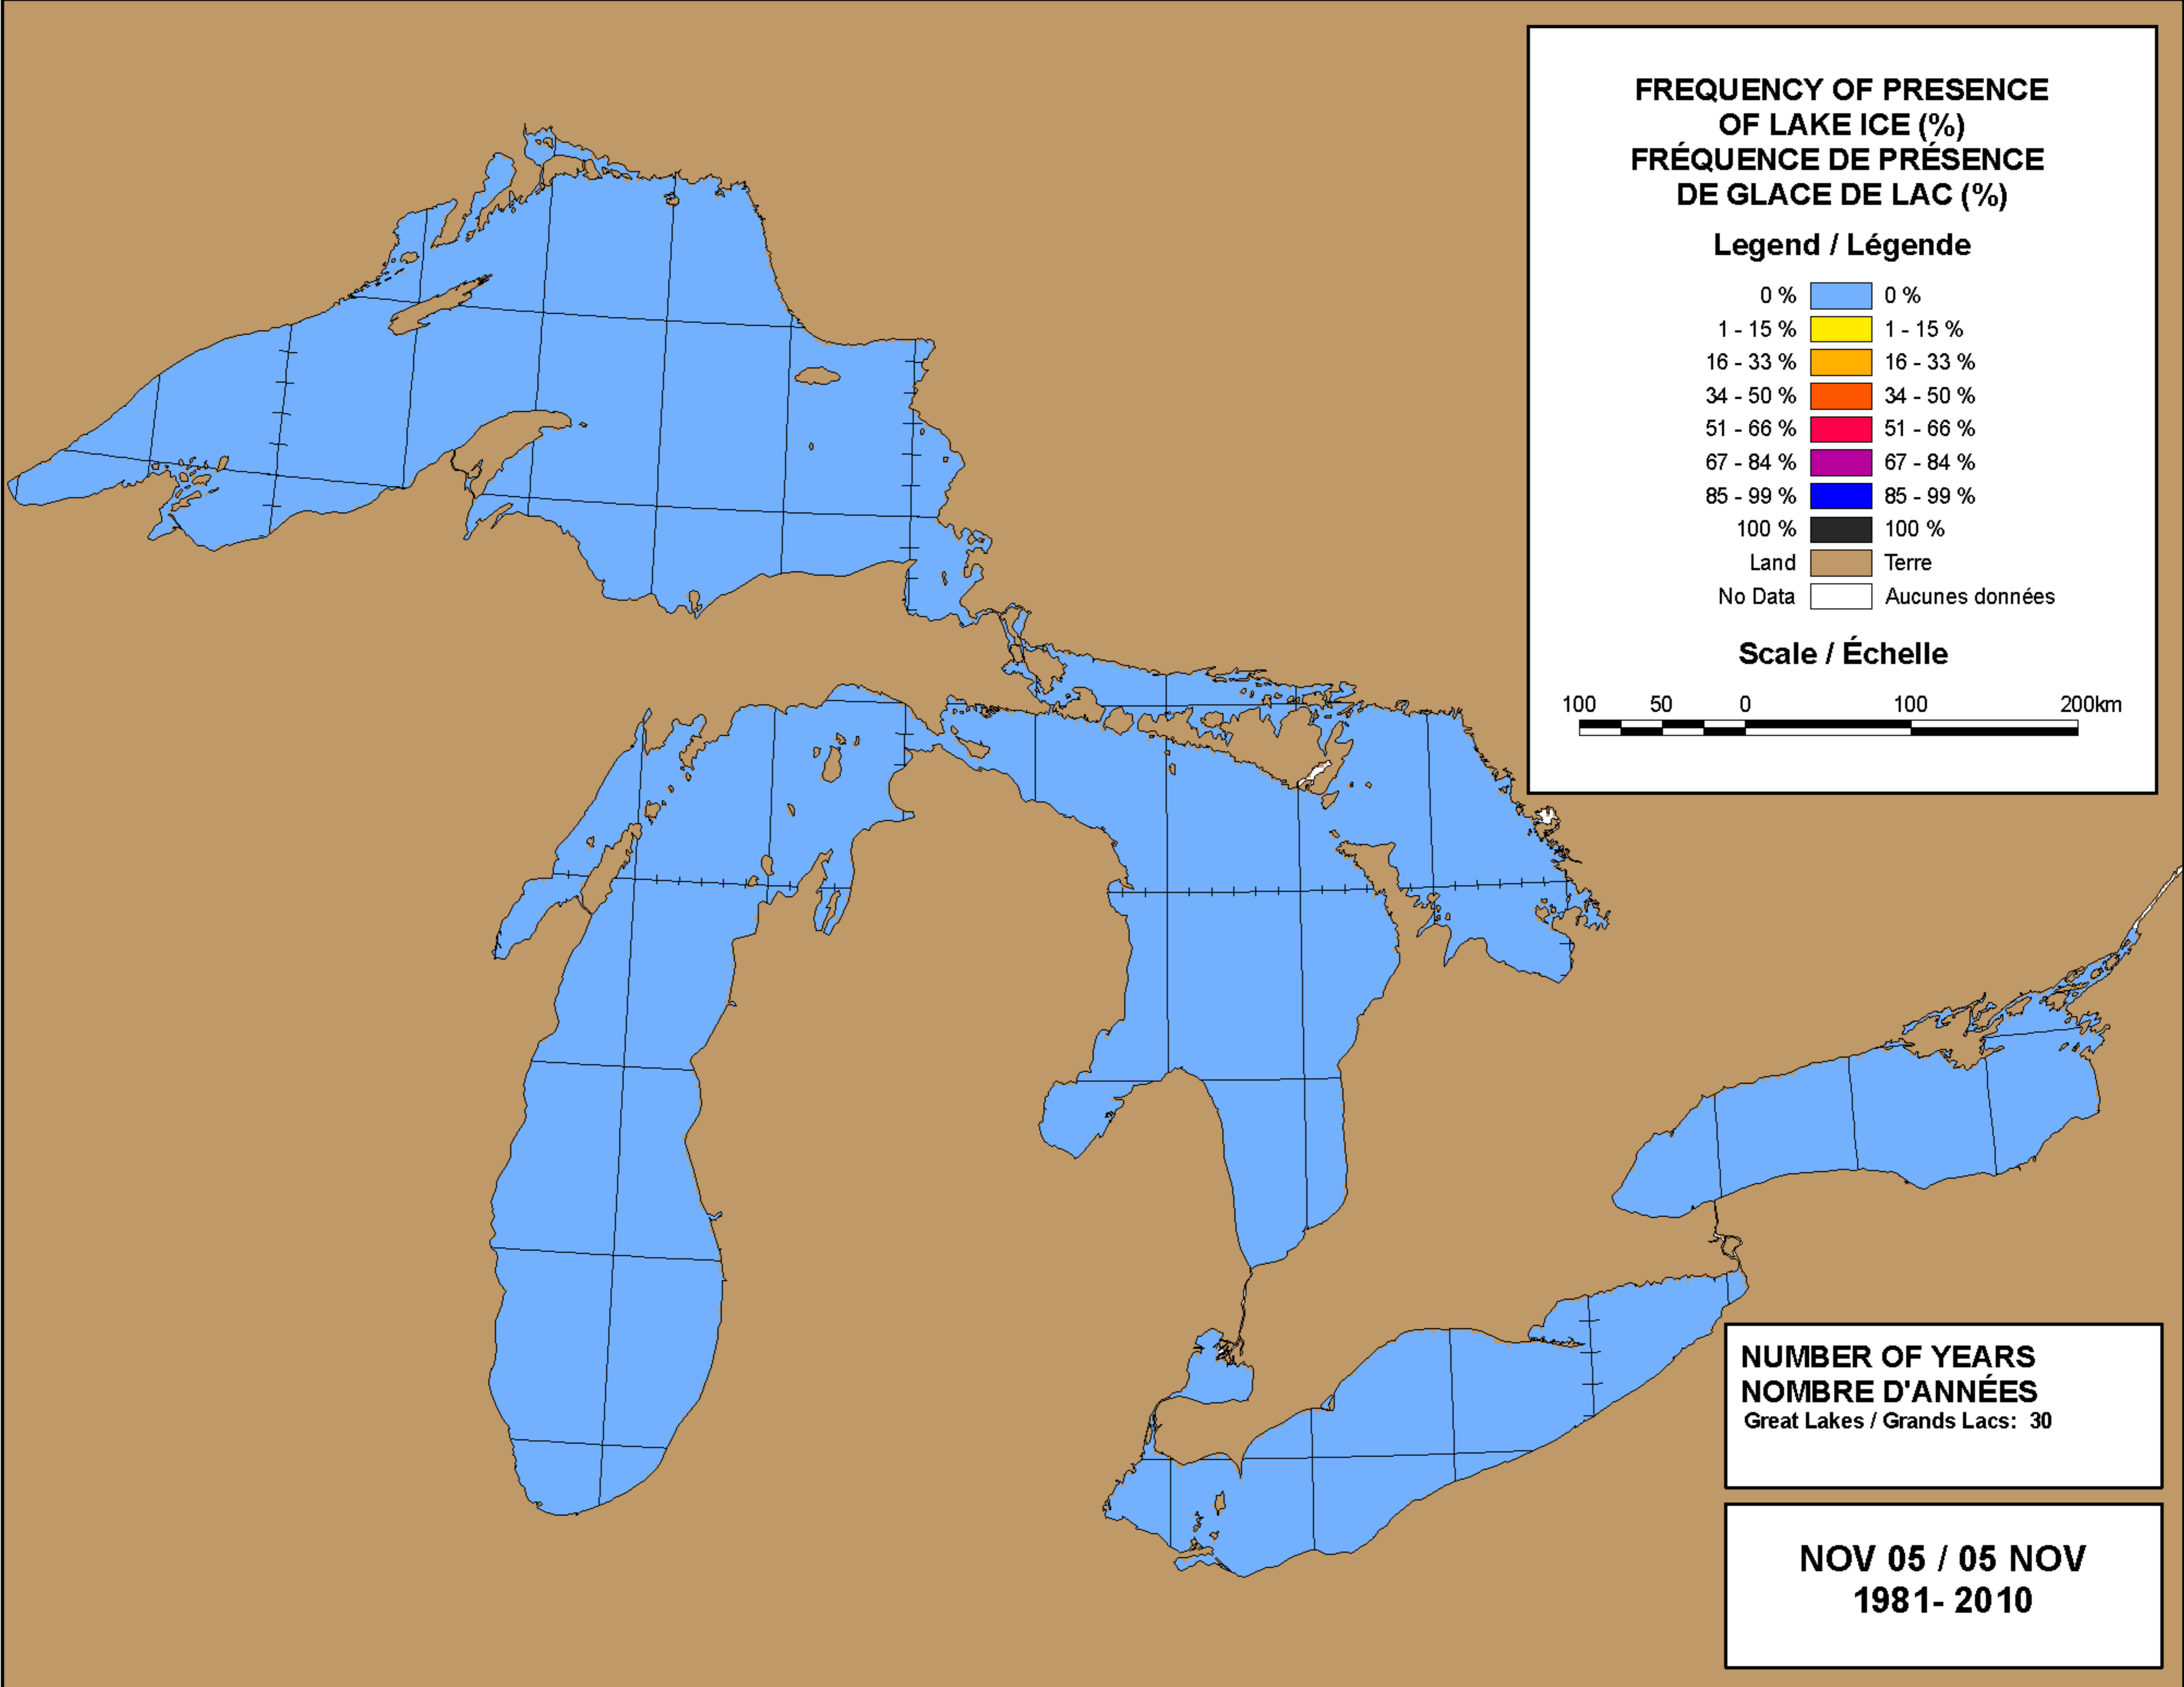 FREQUENCY OF PRESENCE
OF LAKE ICE (%)
FRÉQUENCE DE PRÉSENCE
DE GLACE DE LAC (%)
Legend / Légende
0 % 0 %
1 - 15 % 1 - 15 %
16 - 33 % 16 - 33 %
34 - 50 % 34 - 50 %
51 - 66 % 51 - 66 %
67 - 84 % 67 - 84 %
85 - 99 % 85 - 99 %
100 % 100 %
Land Terre
No Data Aucunes données
Scale / Échelle
100 50 0 100 200km
NUMBER OF YEARS
NOMBRE D'ANNÉES
Great Lakes / Grands Lacs: 30
NOV 05 / 05 NOV
1981- 2010